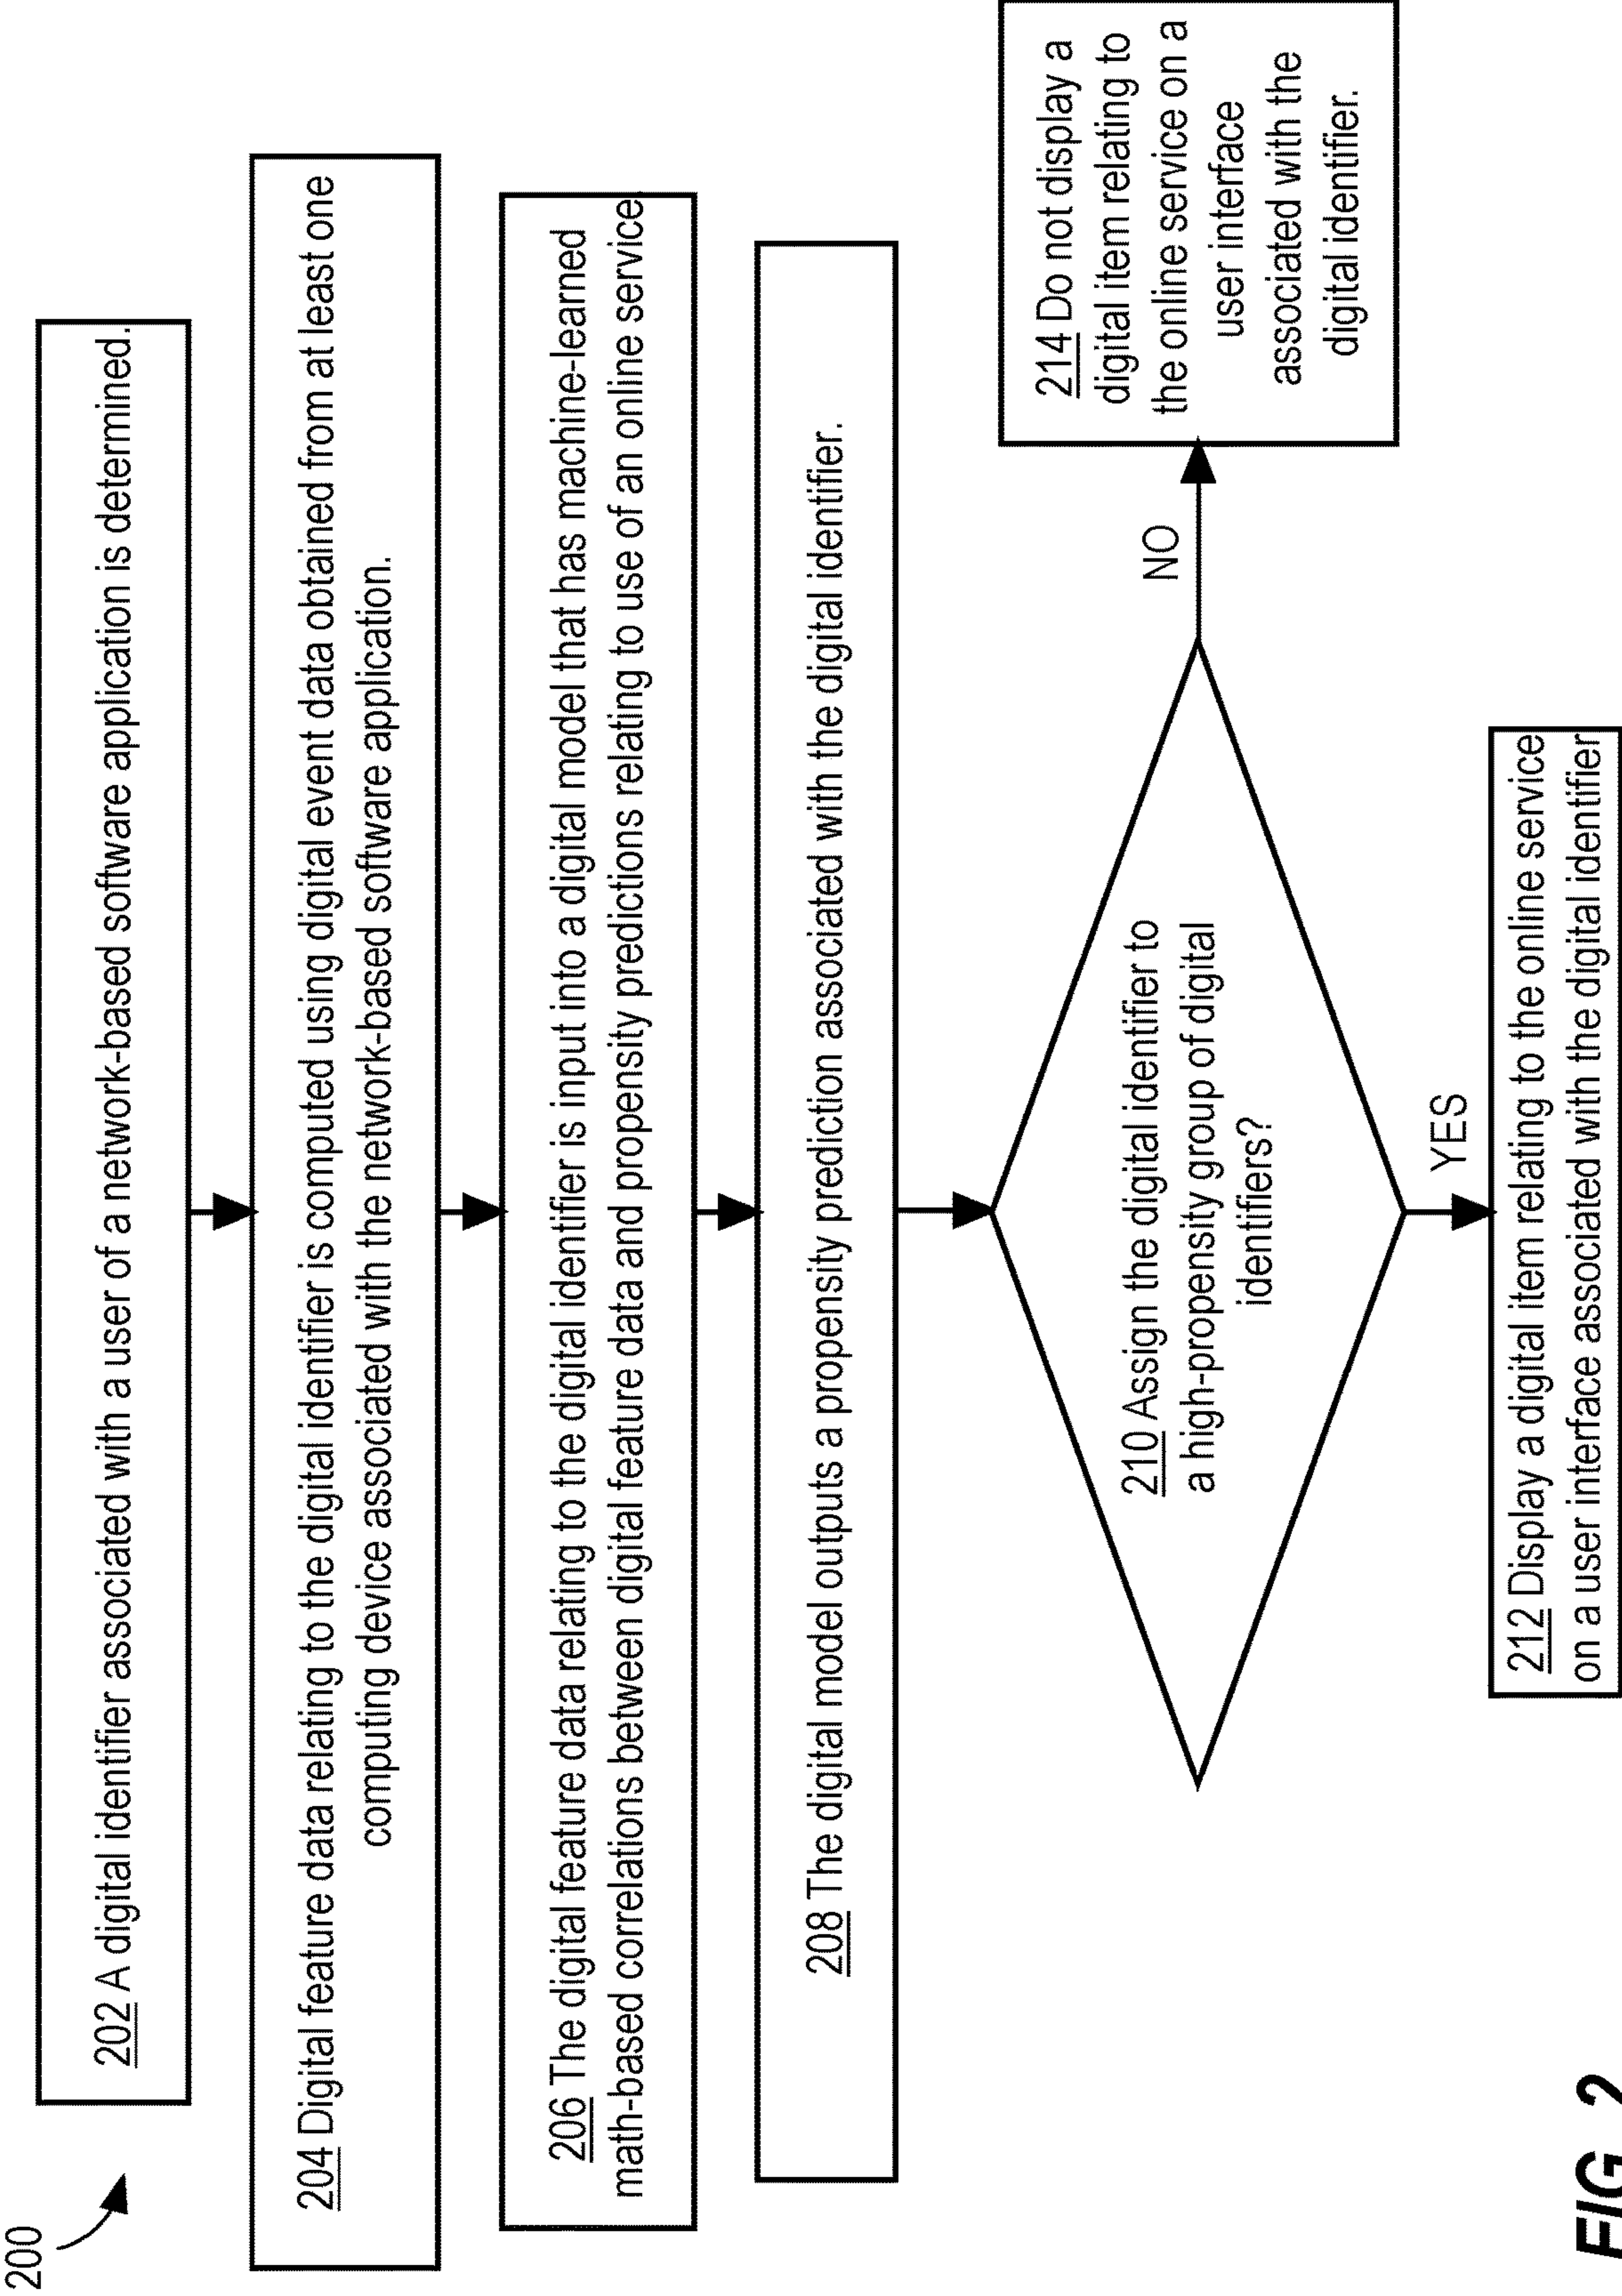 200
202 A digital identifier associated with a user of a network-based software application is determined.
204 Digital feature data relating to the digital identifier is computed using digital event data obtained from at least one
computing device associated with the network-based software application.
206 The digital feature data relating to the digital identifier is input into a digital model that has machine-learned
math-based correlations between digital feature data and propensity predictions relating to use of an online service
208 The digital model outputs a propensity prediction associated with the digital identifier.
210 Assign the digital identifier to
a high-propensity group of digital
identifiers?
NO
214 Do not display a
digital item relating to
the online service on a
user interface
associated with the
digital identifier.
YES
212 Display a digital item relating to the online service
on a user interface associated with the digital identifier
FIG. 2